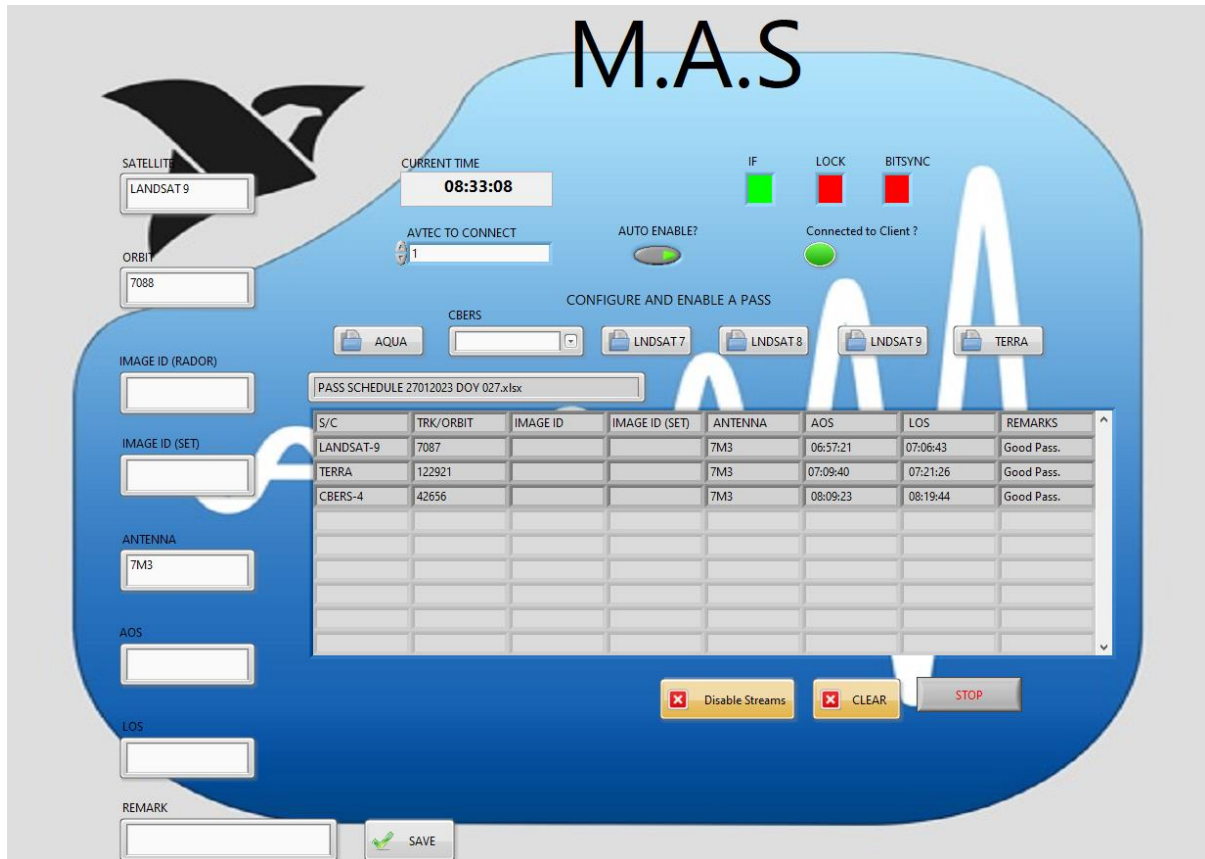 M.A.S
SATELLITE
LANDSAT 9
CURRENT TIME
08:33:08
IF LOCK BITSYNC
AVTEC TO CONNECT
1
AUTO ENABLE?
Connected to Client ?
ORBIT
7088
CONFIGURE AND ENABLE A PASS
CBERS
AQUA LNDSAT 7 LNDSAT 8 LNDSAT 9 TERRA
IMAGE ID (RADOR)
PASS SCHEDULE 27012023 DOY 027.xlsx
S/C TRK/ORBIT IMAGE ID IMAGE ID (SET) ANTENNA AOS LOS REMARKS
LANDSAT-9 7087 7M3 06:57:21 07:06:43 Good Pass.
TERRA 122921 7M3 07:09:40 07:21:26 Good Pass.
CBERS-4 42656 7M3 08:09:23 08:19:44 Good Pass.
IMAGE ID (SET)
ANTENNA
7M3
AOS
Disable Streams CLEAR STOP
LOS
REMARK
SAVE